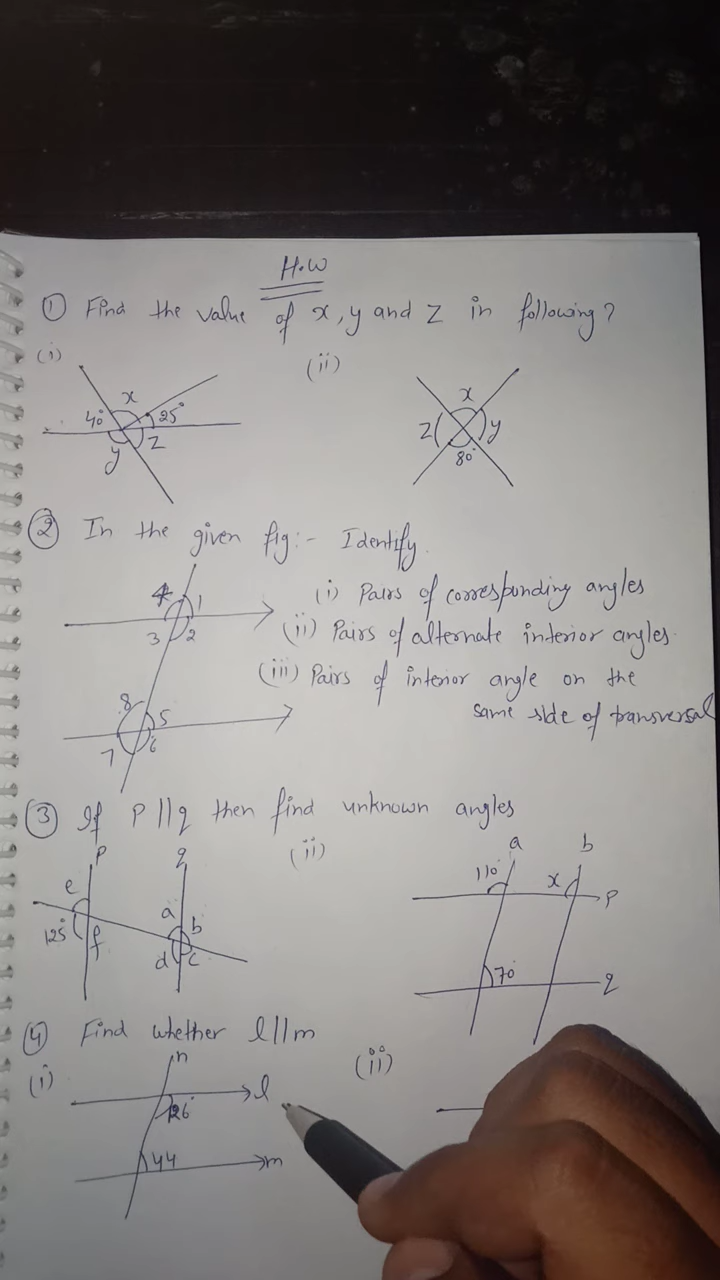 H.W
① Find the value of x, y and z in following?
(i) (ii)
x
40° 25°
y z
x
z y
80°
② In the given fig:- Identify.
(i) Pairs of corresponding angles
(ii) Pairs of alternate interior angles.
(iii) Pairs of interior angle on the
same side of transversal
4 1
3 2
8 5
7 6
③ If P || q then find unknown angles
(ii)
p q
e a
125° f b
d c
a b
110° x p
70° q
④ Find whether l||m
(i) (ii)
n
l
126°
44 m